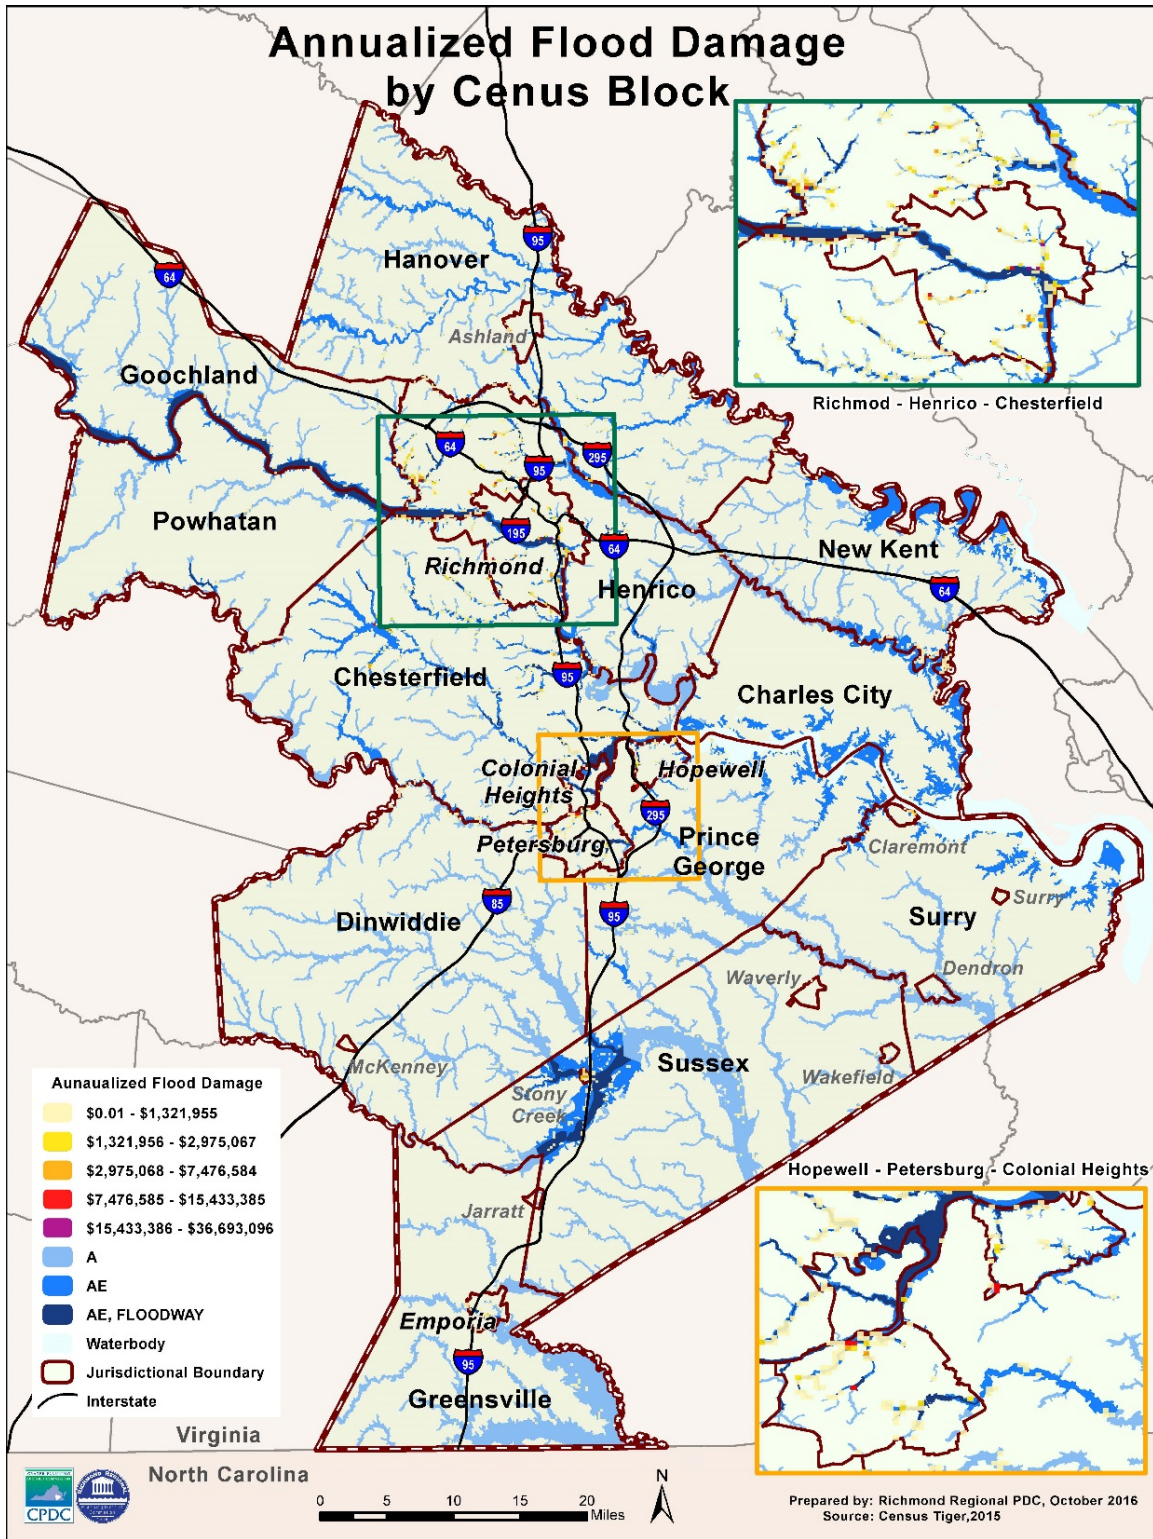 Annualized Flood Damage
by Cenus Block
Richmod - Henrico - Chesterfield
95
64
Hanover
Ashland
Goochland
64
95
295
Powhatan
195
64
Richmond
New Kent
Henrico
64
Chesterfield
95
Charles City
Colonial
Heights
Hopewell
295
Petersburg
Prince
George
Claremont
85
95
Surry
Surry
Dinwiddie
Waverly
Dendron
McKenney
Sussex
Wakefield
Stony
Creek
Aunaualized Flood Damage
$0.01 - $1,321,955
$1,321,956 - $2,975,067
$2,975,068 - $7,476,584
$7,476,585 - $15,433,385
$15,433,386 - $36,693,096
A
AE
AE, FLOODWAY
Waterbody
Jurisdictional Boundary
Interstate
Hopewell - Petersburg - Colonial Heights
Jarratt
Emporia
95
Greensville
Virginia
North Carolina
CPDC
0 5 10 15 20
Miles
N
Prepared by: Richmond Regional PDC, October 2016
Source: Census Tiger,2015